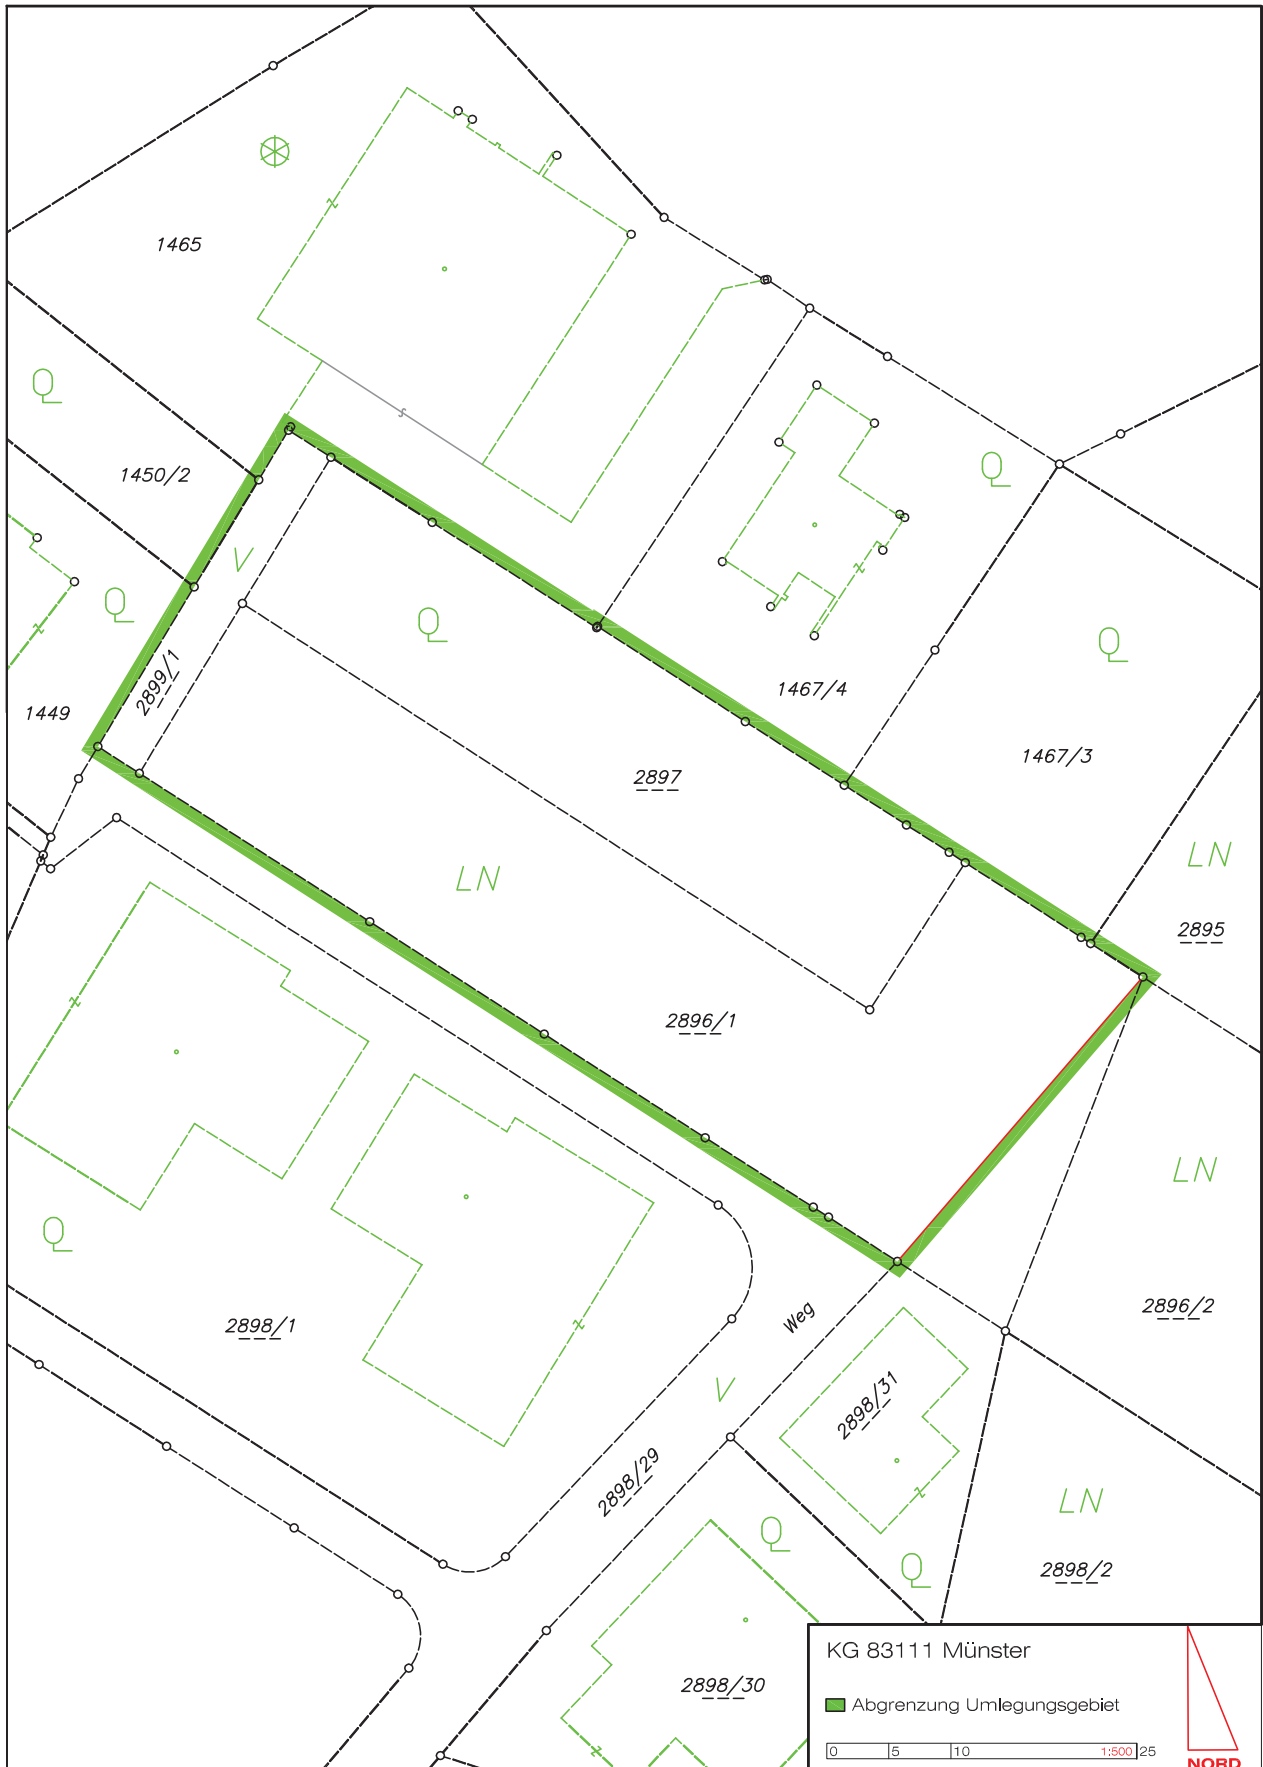 1465
Q
1450/2
Q
V
Q
Q
Q
2899/1
1449
1467/4
1467/3
2897
LN
LN
2895
2896/1
LN
Q
2896/2
Weg
2898/1
V
2898/31
2898/29
LN
Q
Q
2898/2
KG 83111 Münster
2898/30
Abgrenzung Umlegungsgebiet
0 5 10 1:500 25
NORD